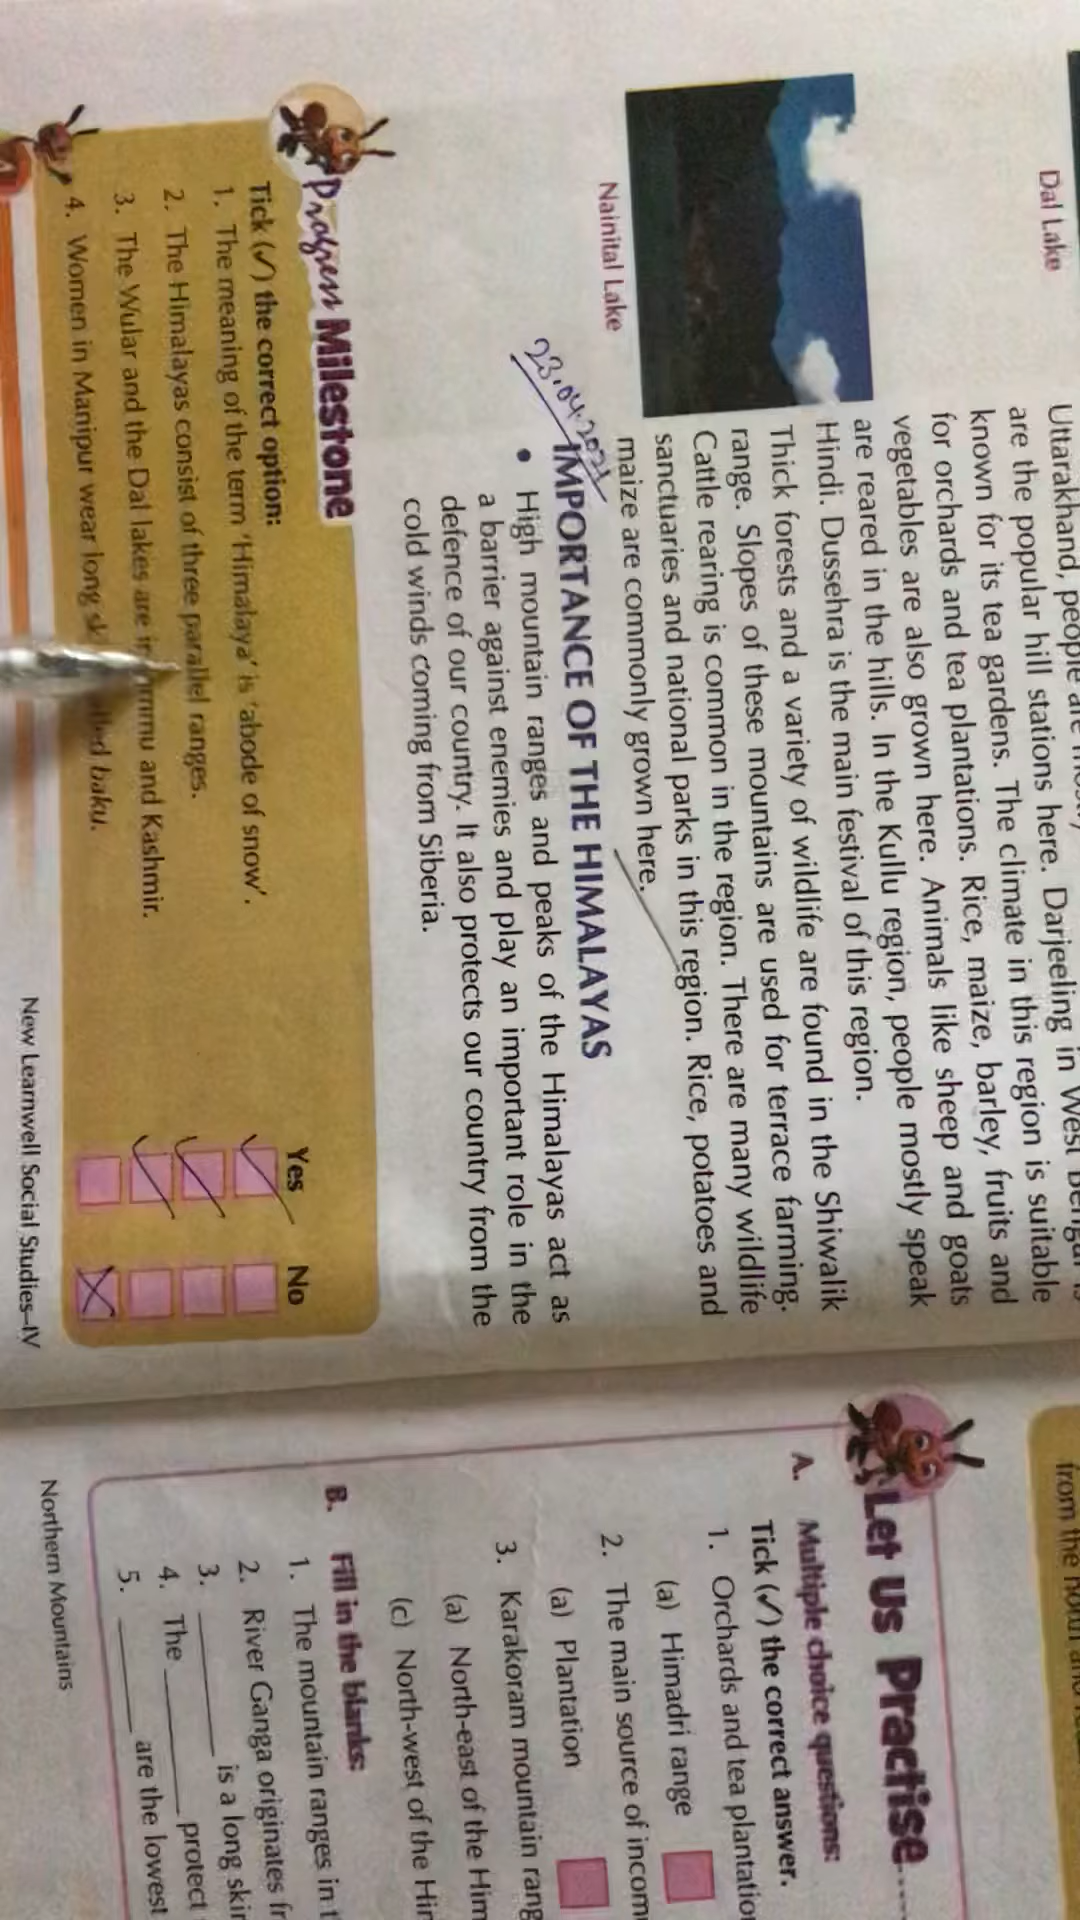 Dal Lake
Nainital Lake
Uttarakhand, people are
are the popular hill stations here. Darjeeling in West
known for its tea gardens. The climate in this region is suitable
for orchards and tea plantations. Rice, maize, barley, fruits and
vegetables are also grown here. Animals like sheep and goats
are reared in the hills. In the Kullu region, people mostly speak
Hindi. Dussehra is the main festival of this region.
Thick forests and a variety of wildlife are found in the Shiwalik
range. Slopes of these mountains are used for terrace farming.
Cattle rearing is common in the region. There are many wildlife
sanctuaries and national parks in this region. Rice, potatoes and
maize are commonly grown here.
23.04.2021
IMPORTANCE OF THE HIMALAYAS
• High mountain ranges and peaks of the Himalayas act as
a barrier against enemies and play an important role in the
defence of our country. It also protects our country from the
cold winds coming from Siberia.
Progress Milestone
Tick (✓) the correct option:
Yes No
1. The meaning of the term 'Himalaya' is 'abode of snow'.
2. The Himalayas consist of three parallel ranges.
3. The Wular and the Dal lakes are in mmu and Kashmir.
4. Women in Manipur wear long baku.
New Learnwell Social Studies–IV
from the
Let Us Practise
A. Multiple choice questions:
Tick (✓) the correct answer.
1. Orchards and tea plantatio
(a) Himadri range
2. The main source of incom
(a) Plantation
3. Karakoram mountain rang
(a) North-east of the Him
(c) North-west of the Hi
B. Fill in the blanks:
1. The mountain ranges in
2. River Ganga originates fr
3. ________ is a long skir
4. The ________ protect
5. ________ are the lowest
Northern Mountains